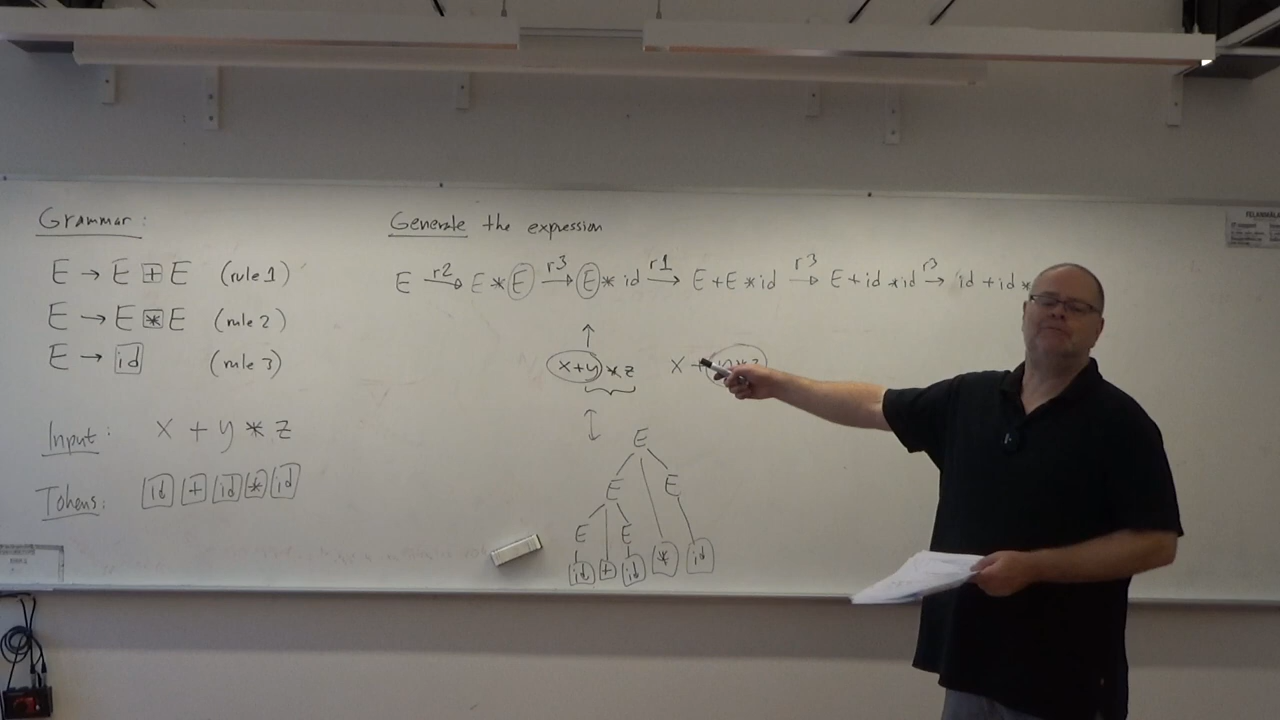 Grammar:
E → E + E (rule 1)
E → E * E (rule 2)
E → id (rule 3)
Input: x + y * z
Tokens: id + id * id
Generate the expression
E r2→ E * E r3→ E * id r1→ E + E * id r3→ E + id * id r3→ id + id *
↑
x + y * z
x + y * z
↕
E
E E
E E
id + id * id